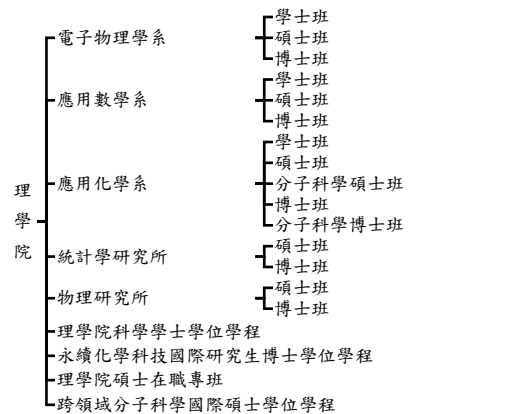 理學院
電子物理學系
學士班
碩士班
博士班
應用數學系
學士班
碩士班
博士班
應用化學系
學士班
碩士班
分子科學碩士班
博士班
分子科學博士班
統計學研究所
碩士班
博士班
物理研究所
碩士班
博士班
理學院科學學士學位學程
永續化學科技國際研究生博士學位學程
理學院碩士在職專班
跨領域分子科學國際碩士學位學程